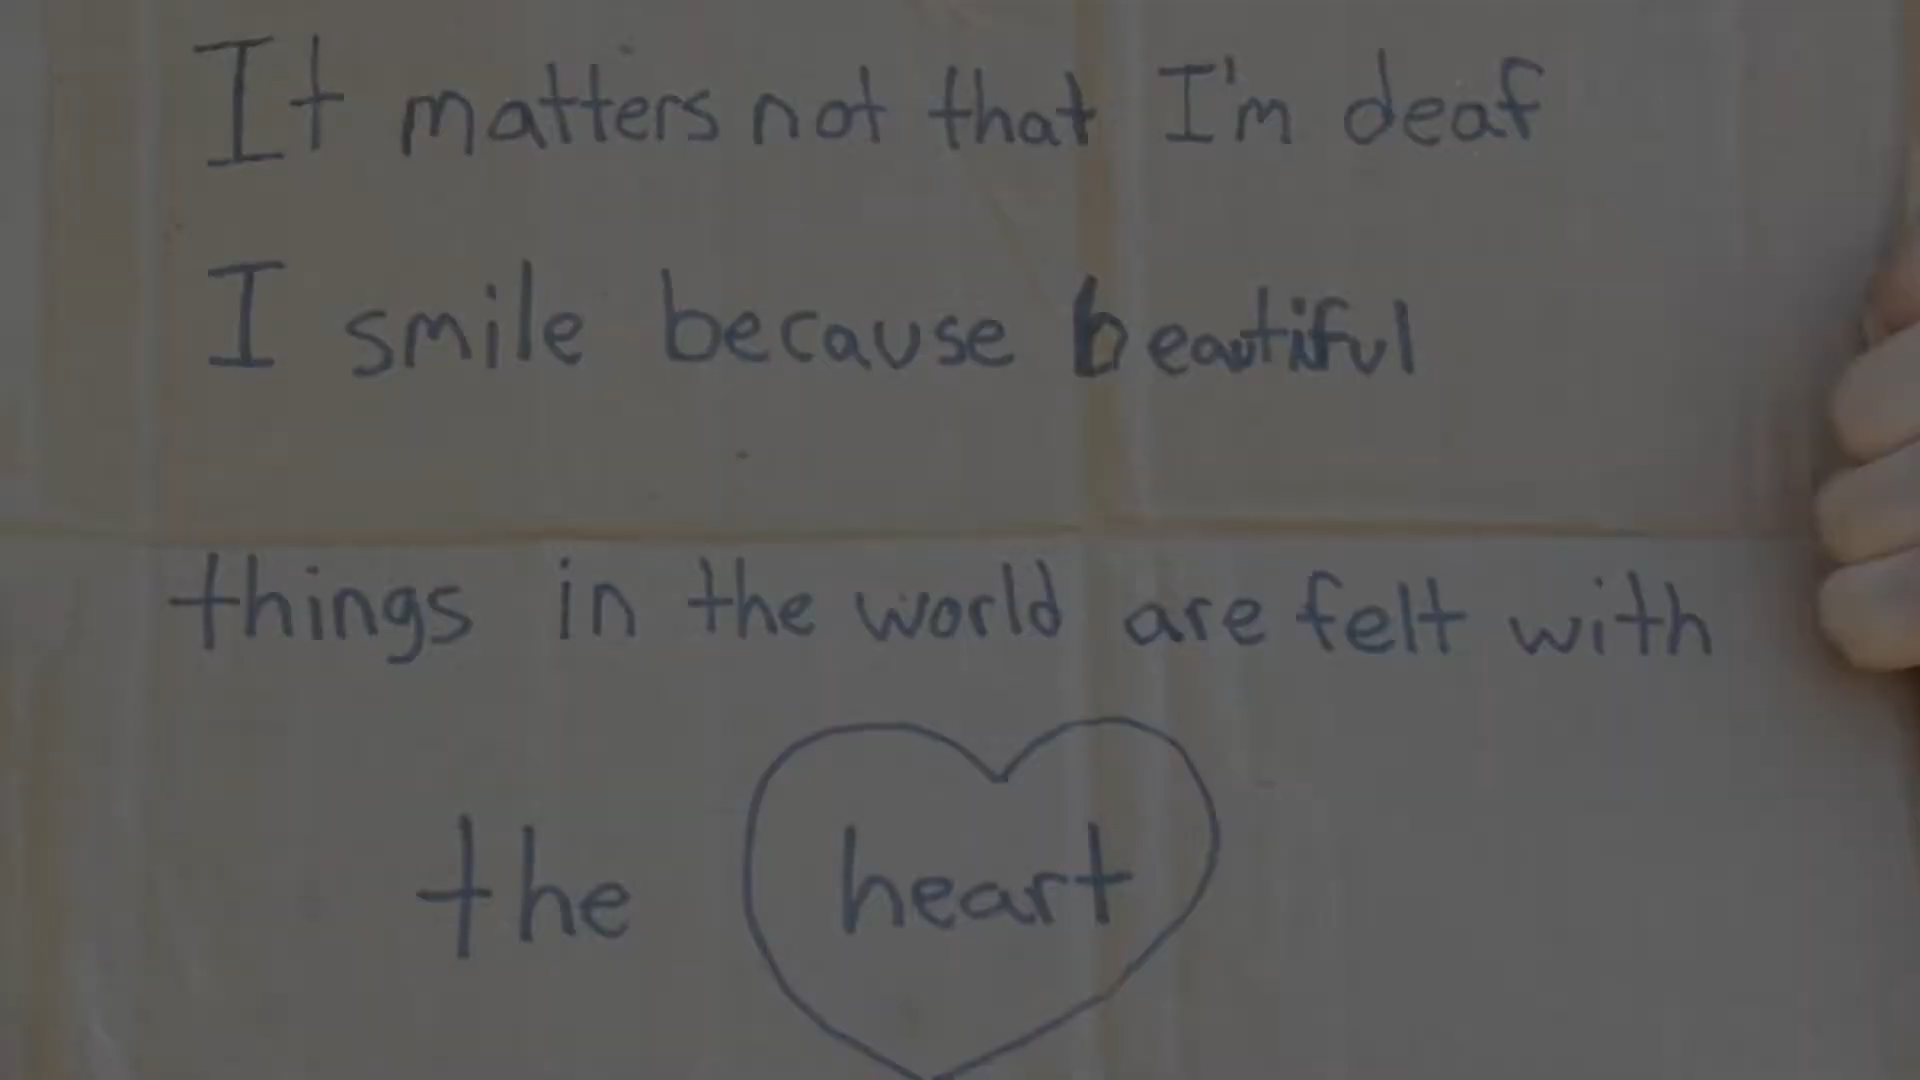 It matters not that I'm deaf
I smile because beautiful
things in the world are felt with
the heart